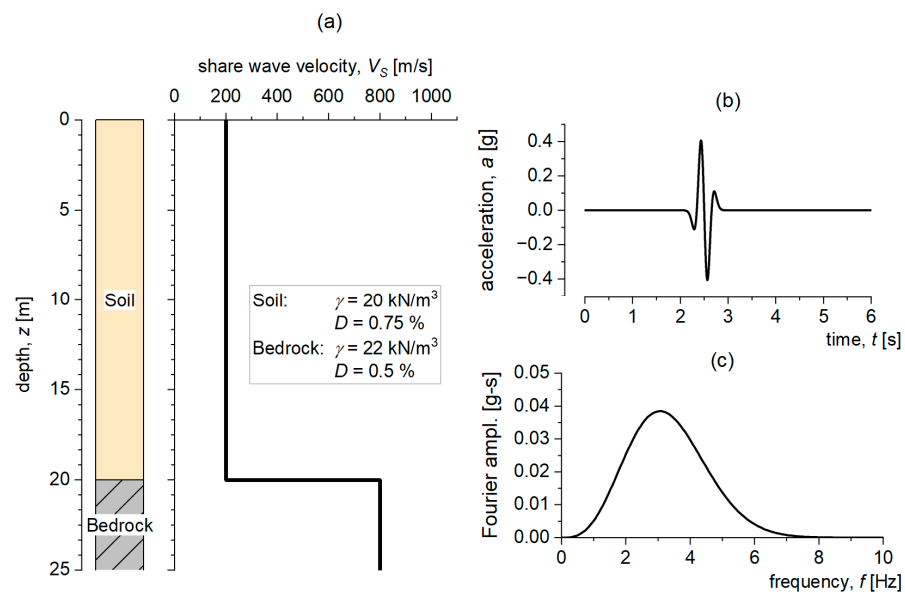 (a)
share wave velocity, V_S [m/s]
0 200 400 600 800 1000
0
5
10
15
20
25
depth, z [m]
Soil
Bedrock
Soil: γ = 20 kN/m³
D = 0.75 %
Bedrock: γ = 22 kN/m³
D = 0.5 %
(b)
acceleration, a [g]
0.4
0.2
0.0
−0.2
−0.4
0 1 2 3 4 5 6
time, t [s]
(c)
Fourier ampl. [g-s]
0.05
0.04
0.03
0.02
0.01
0.00
0 2 4 6 8 10
frequency, f [Hz]